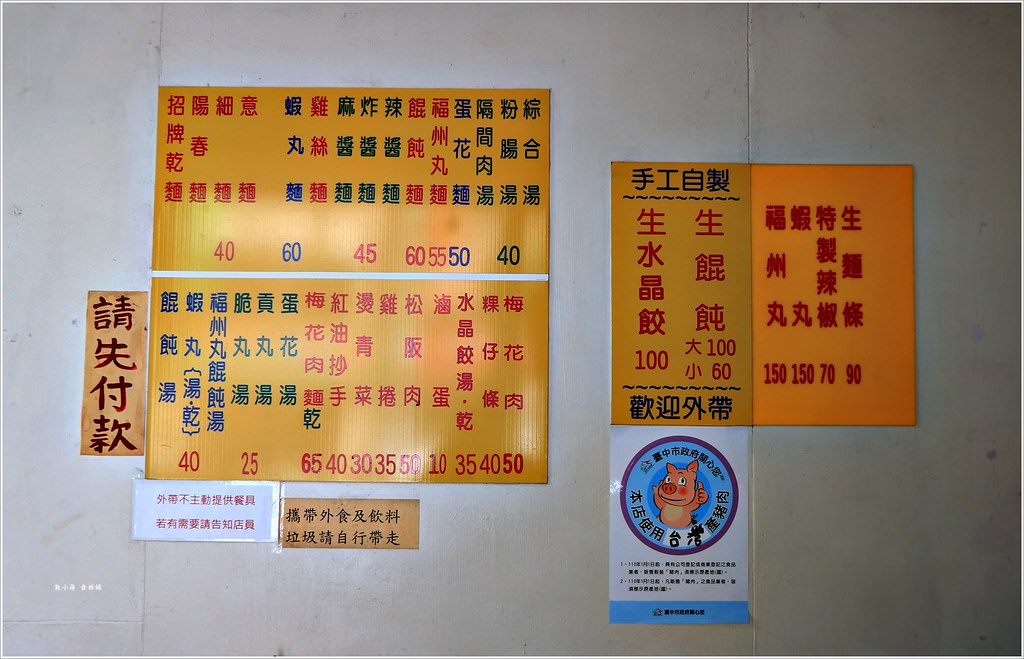 招牌乾麵
陽春麵
細麵
意麵
40
蝦丸麵
60
雞絲麵
麻醬麵
炸醬麵
辣醬麵
45
餛飩麵
60
福州丸麵
55
蛋花麵
50
隔間肉湯
粉腸湯
綜合湯
40
餛飩湯
蝦丸（湯·乾）
福州丸餛飩湯
40
脆丸湯
貢丸湯
蛋花湯
25
梅花肉麵乾
65
紅油抄手
40
燙青菜
30
雞捲
35
松阪肉
50
滷蛋
10
水晶餃湯·乾
35
粿仔條
40
梅花肉
50
請先付款
外帶不主動提供餐具
若有需要請告知店員
攜帶外食及飲料
垃圾請自行帶走
手工自製
生水晶餃
100
生餛飩
大100
小 60
歡迎外帶
福州丸
150
蝦丸
150
特製辣椒
70
生麵條
90
臺中市政府關心您
本店使用台灣產豬肉
臺中市政府關心您